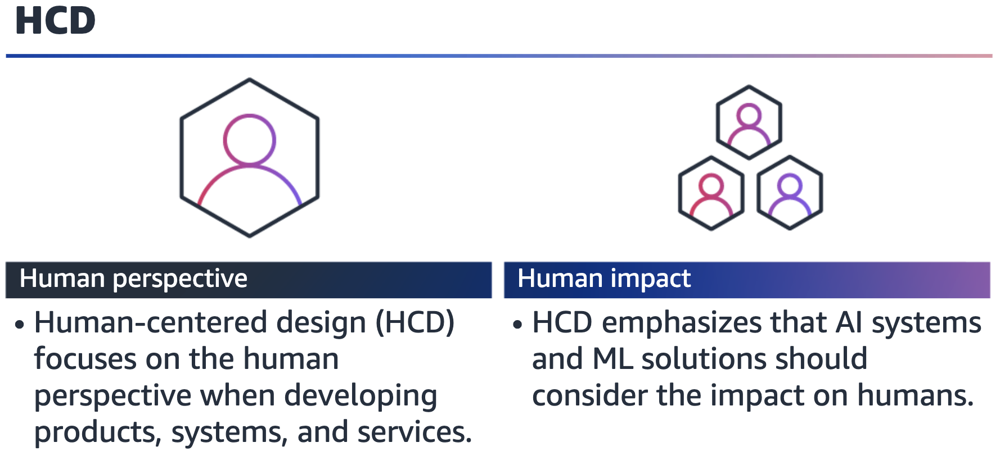 HCD
Human perspective
• Human-centered design (HCD)
focuses on the human
perspective when developing
products, systems, and services.
Human impact
• HCD emphasizes that AI systems
and ML solutions should
consider the impact on humans.